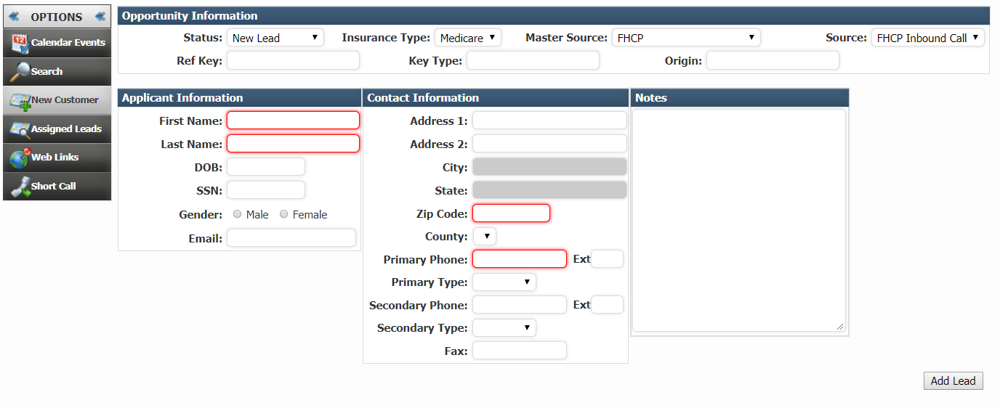 OPTIONS
Calendar Events
Search
New Customer
Assigned Leads
Web Links
Short Call
Opportunity Information
Status: New Lead Insurance Type: Medicare Master Source: FHCP Source: FHCP Inbound Call
Ref Key: Key Type: Origin:
Applicant Information
First Name:
Last Name:
DOB:
SSN:
Gender: Male Female
Email:
Contact Information
Address 1:
Address 2:
City:
State:
Zip Code:
County:
Primary Phone: Ext
Primary Type:
Secondary Phone: Ext
Secondary Type:
Fax:
Notes
Add Lead